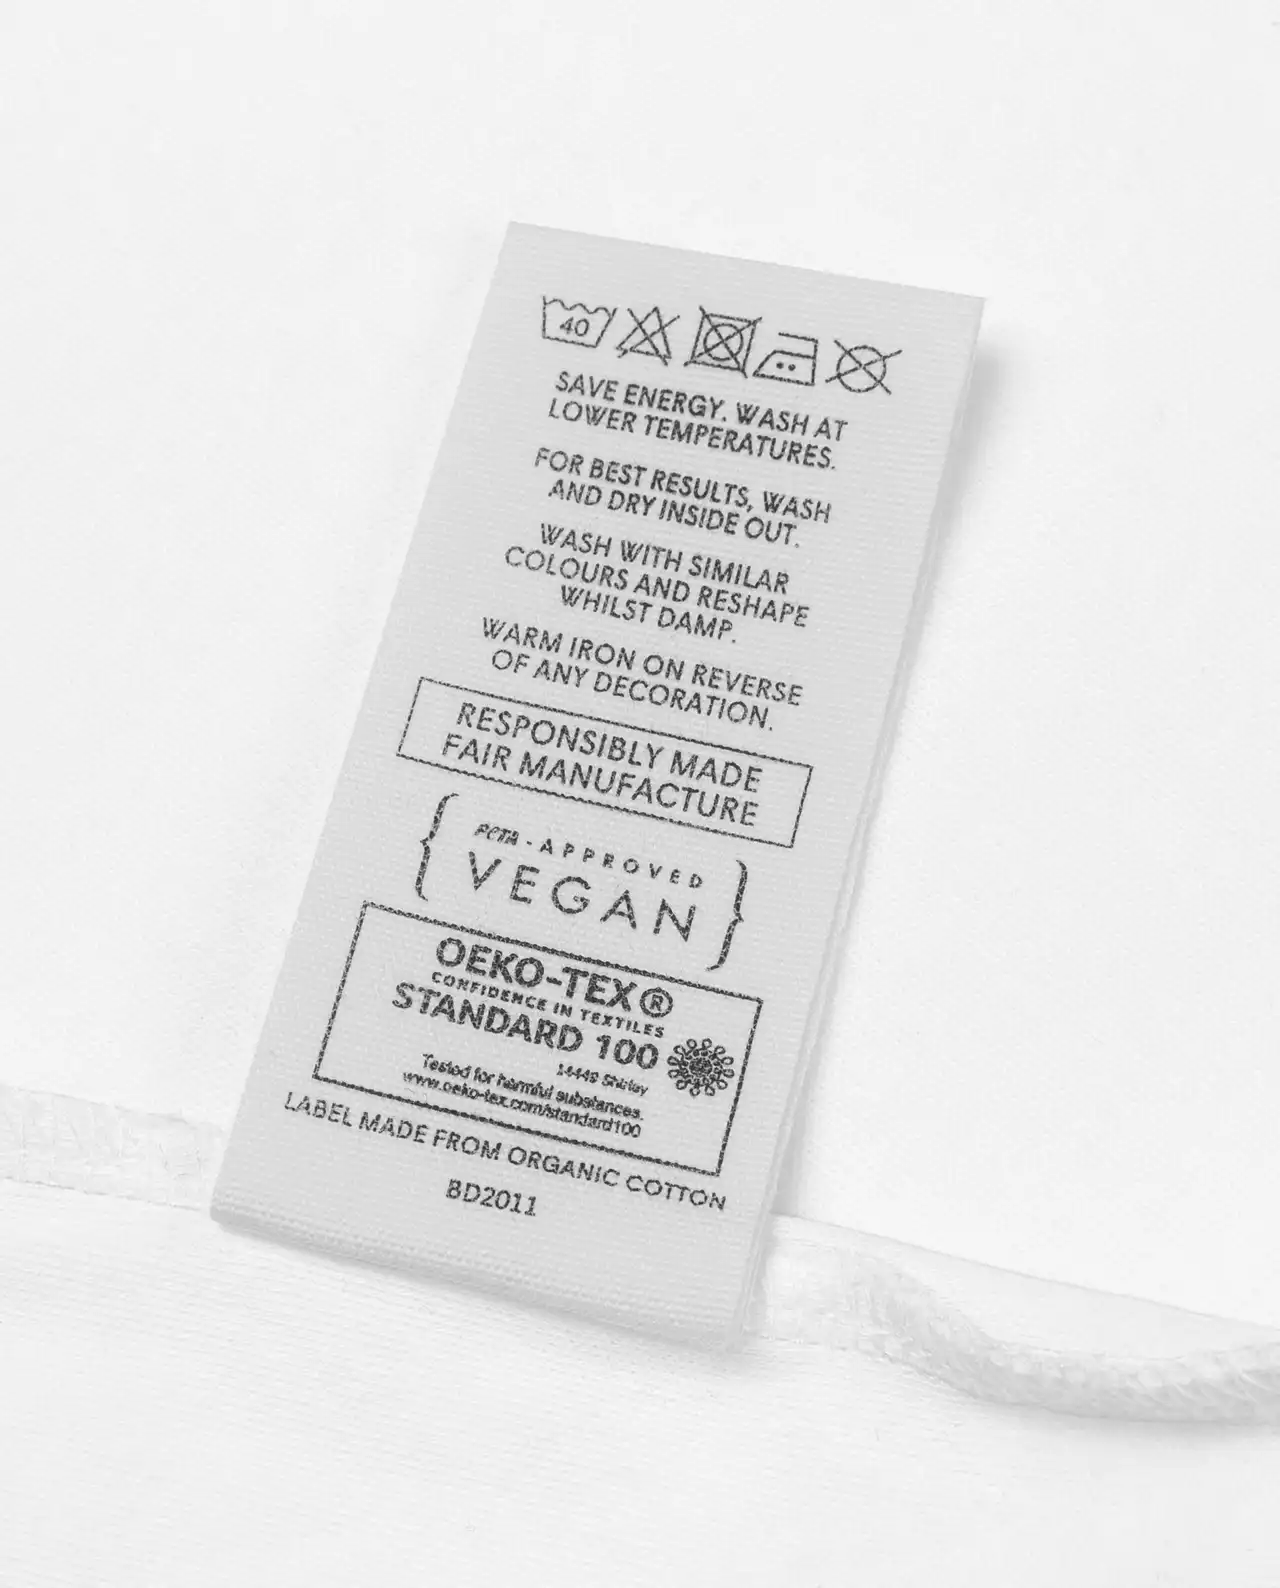 40
SAVE ENERGY. WASH AT
LOWER TEMPERATURES.
FOR BEST RESULTS, WASH
AND DRY INSIDE OUT.
WASH WITH SIMILAR
COLOURS AND RESHAPE
WHILST DAMP.
WARM IRON ON REVERSE
OF ANY DECORATION.
RESPONSIBLY MADE
FAIR MANUFACTURE
PETA - APPROVED
VEGAN
OEKO-TEX®
CONFIDENCE IN TEXTILES
STANDARD 100
14449 Shirley
Tested for harmful substances.
www.oeko-tex.com/standard100
LABEL MADE FROM ORGANIC COTTON
BD2011